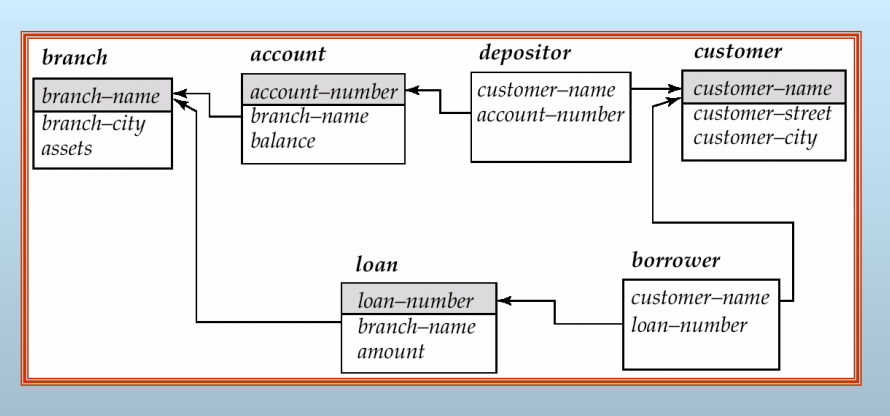 branch
branch–name
branch–city
assets
account
account–number
branch–name
balance
depositor
customer–name
account–number
customer
customer–name
customer–street
customer–city
loan
loan–number
branch–name
amount
borrower
customer–name
loan–number